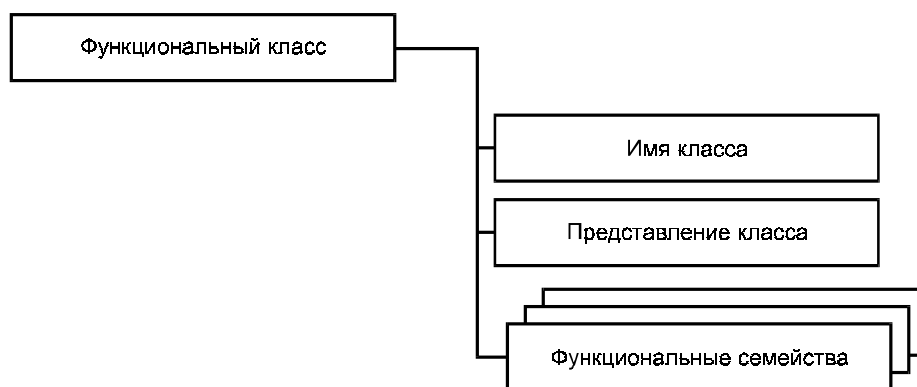 Функциональный класс
Имя класса
Представление класса
Функциональные семейства